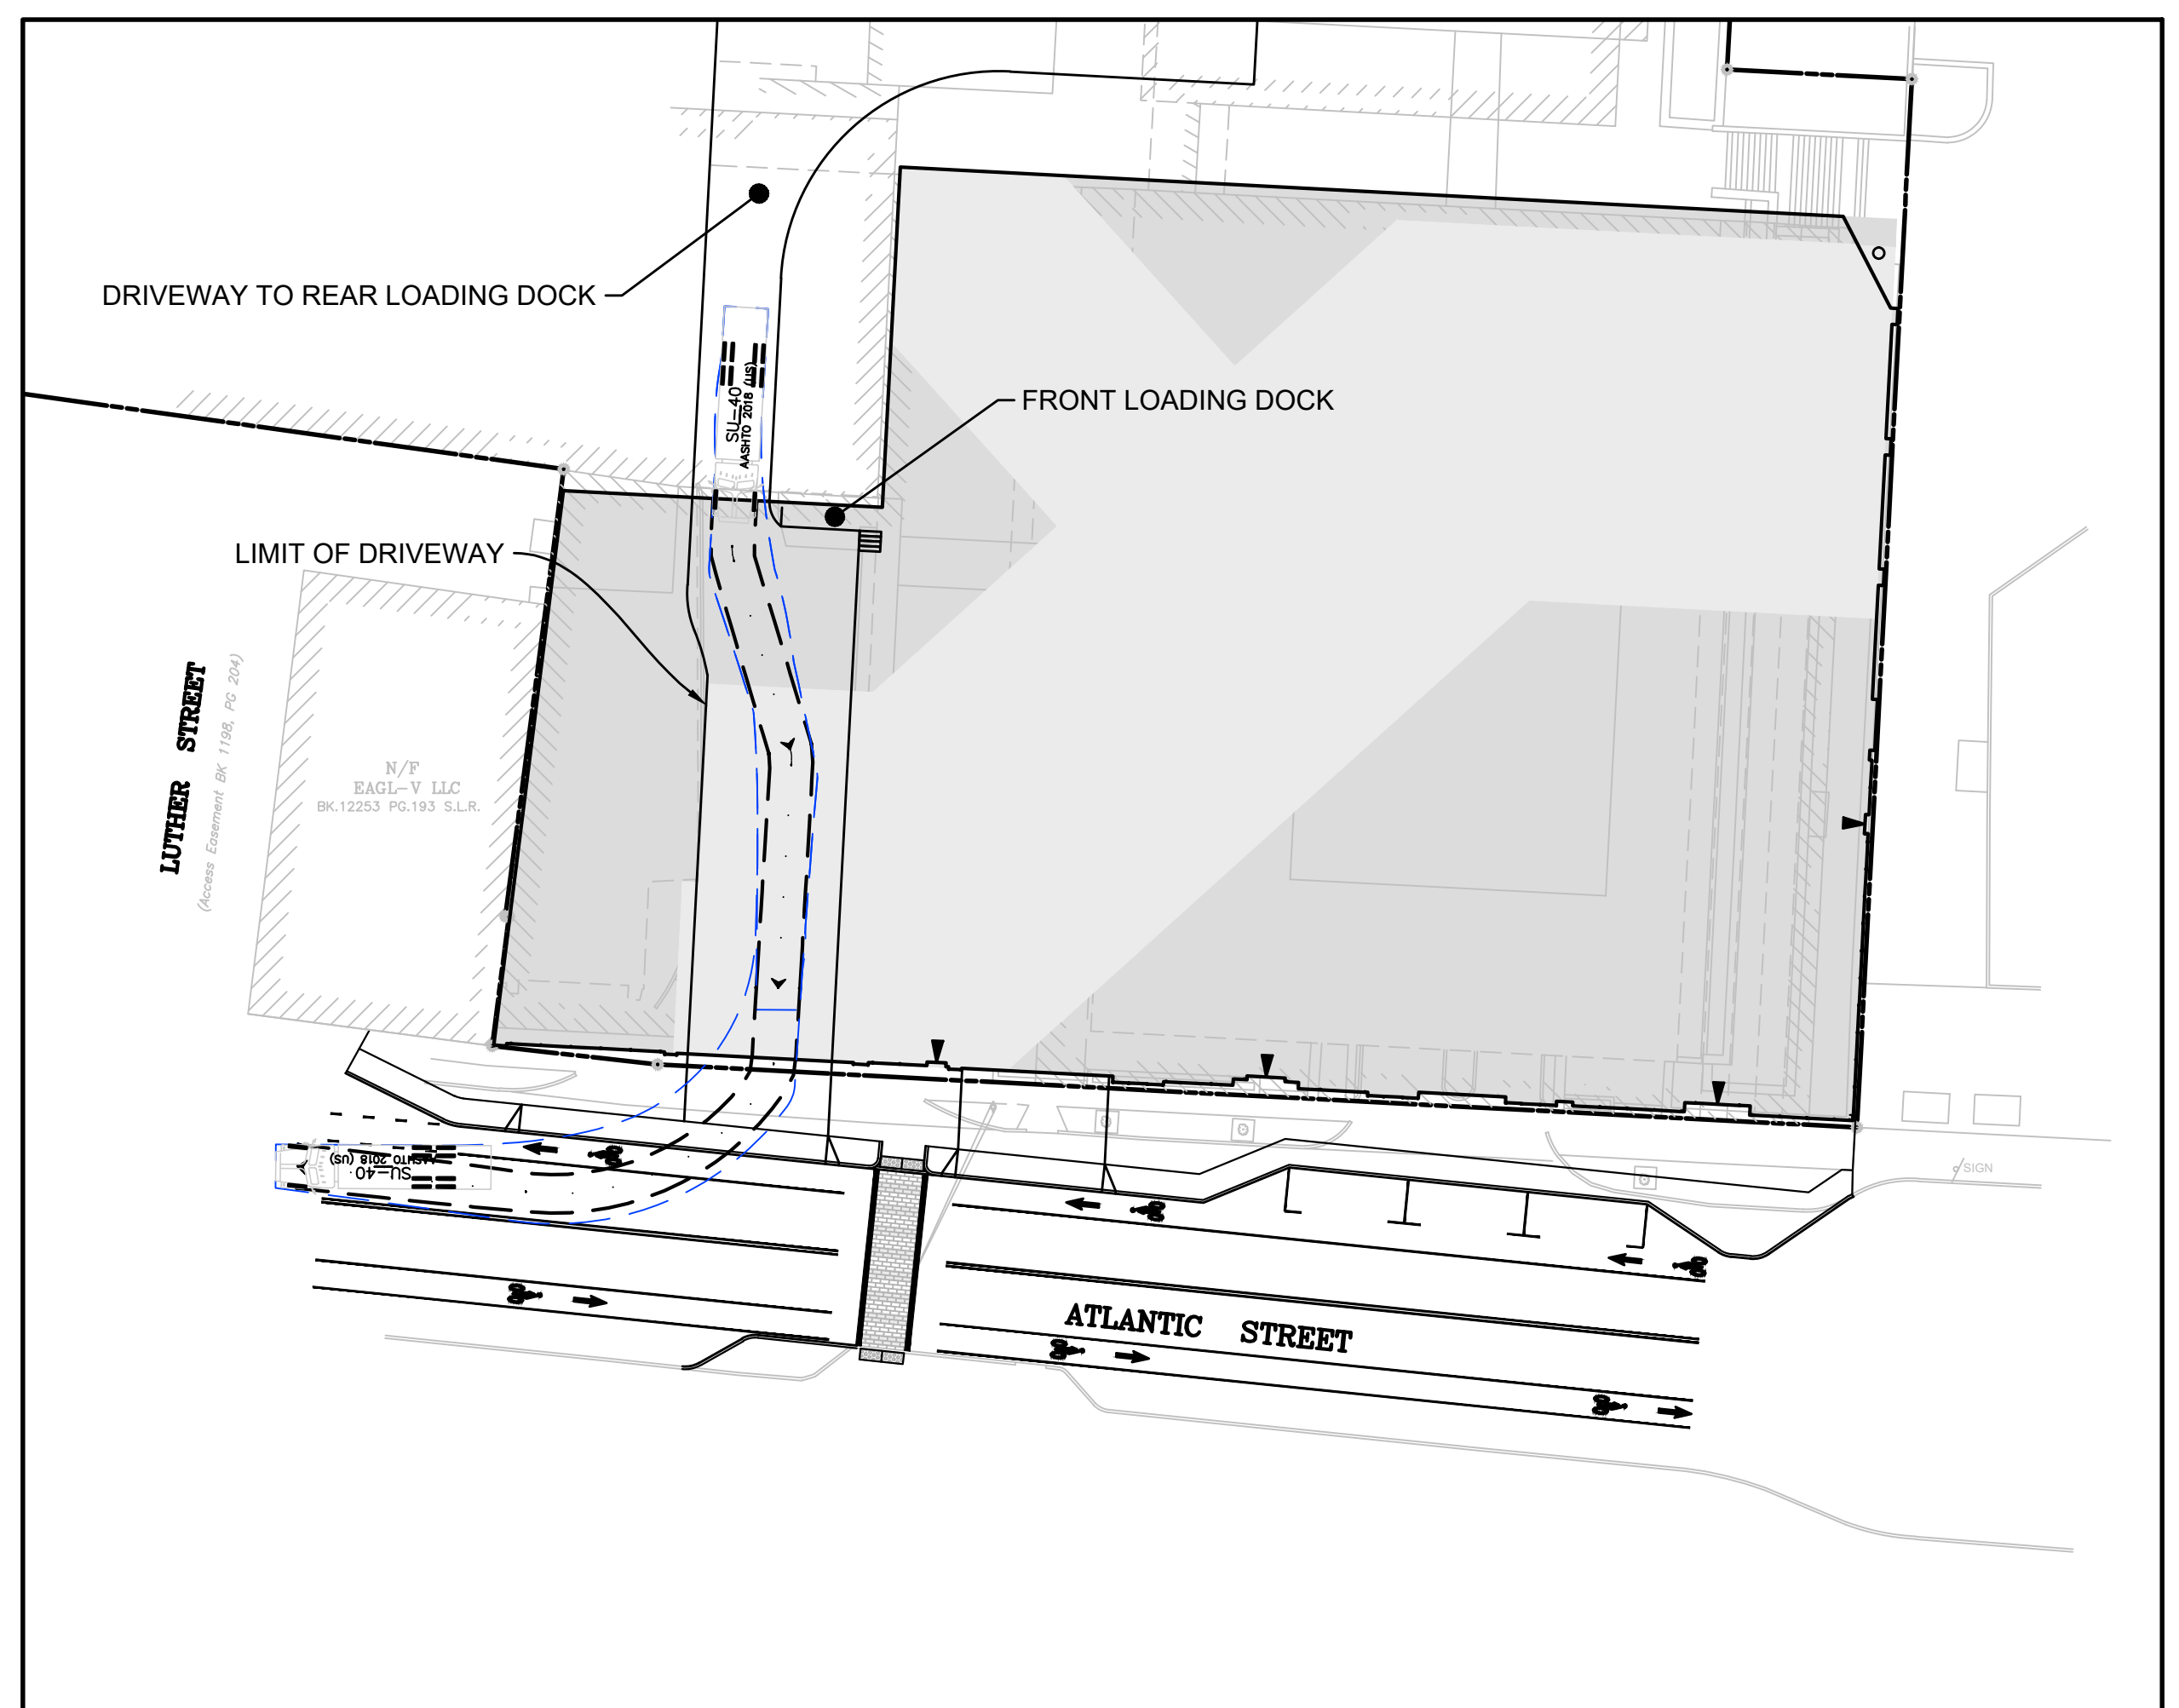 DRIVEWAY TO REAR LOADING DOCK
SU-40
AASHTO 2018 (US)
FRONT LOADING DOCK
LIMIT OF DRIVEWAY
LUTHER STREET
(Access Easement BK 1198, PG 204)
N/F
EAGL-V LLC
BK.12253 PG.193 S.L.R.
SU-40
AASHTO 2018 (US)
SIGN
ATLANTIC STREET